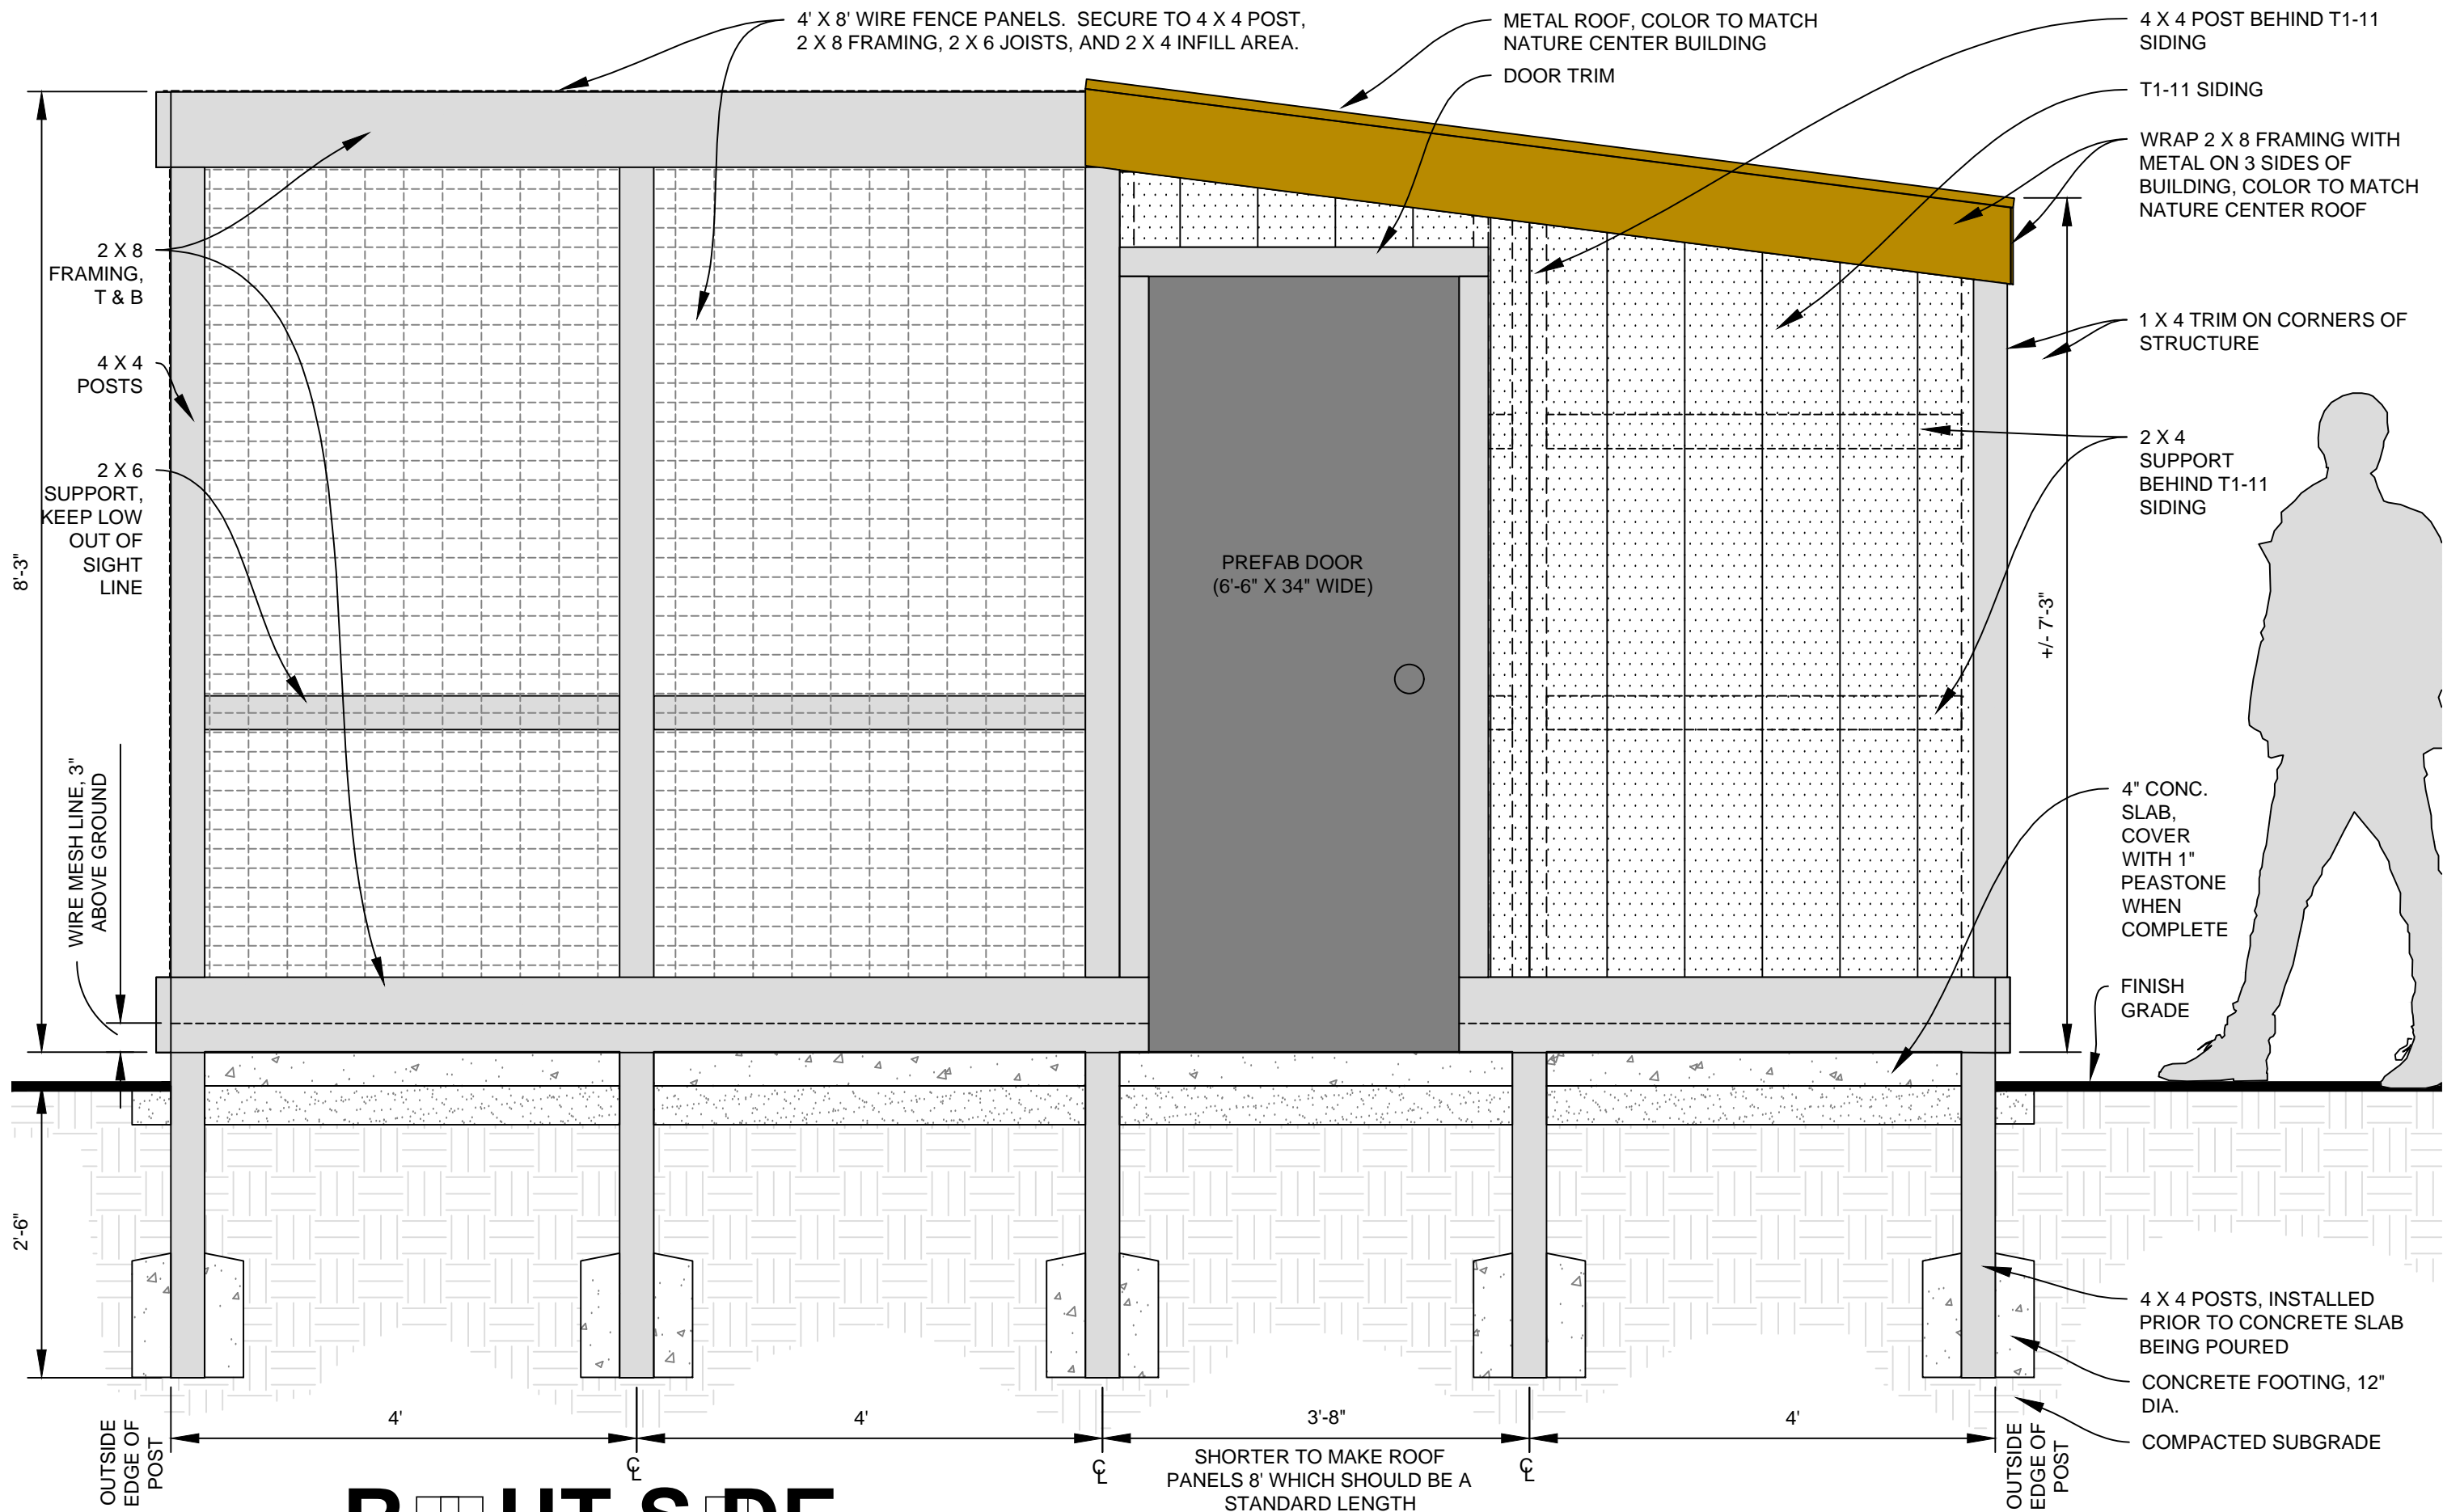 4' X 8' WIRE FENCE PANELS.  SECURE TO 4 X 4 POST,
2 X 8 FRAMING, 2 X 6 JOISTS, AND 2 X 4 INFILL AREA.
METAL ROOF, COLOR TO MATCH
NATURE CENTER BUILDING
DOOR TRIM
4 X 4 POST BEHIND T1-11
SIDING
T1-11 SIDING
WRAP 2 X 8 FRAMING WITH
METAL ON 3 SIDES OF
BUILDING, COLOR TO MATCH
NATURE CENTER ROOF
2 X 8
FRAMING,
T & B
4 X 4
POSTS
2 X 6
SUPPORT,
KEEP LOW
OUT OF
SIGHT
LINE
8'-3"
WIRE MESH LINE, 3"
ABOVE GROUND
2'-6"
PREFAB DOOR
(6'-6" X 34" WIDE)
1 X 4 TRIM ON CORNERS OF
STRUCTURE
2 X 4
SUPPORT
BEHIND T1-11
SIDING
+/- 7'-3"
4" CONC.
SLAB,
COVER
WITH 1"
PEASTONE
WHEN
COMPLETE
FINISH
GRADE
4 X 4 POSTS, INSTALLED
PRIOR TO CONCRETE SLAB
BEING POURED
CONCRETE FOOTING, 12"
DIA.
COMPACTED SUBGRADE
OUTSIDE
EDGE OF
POST
4'
4'
3'-8"
4'
SHORTER TO MAKE ROOF
PANELS 8' WHICH SHOULD BE A
STANDARD LENGTH
OUTSIDE
EDGE OF
POST